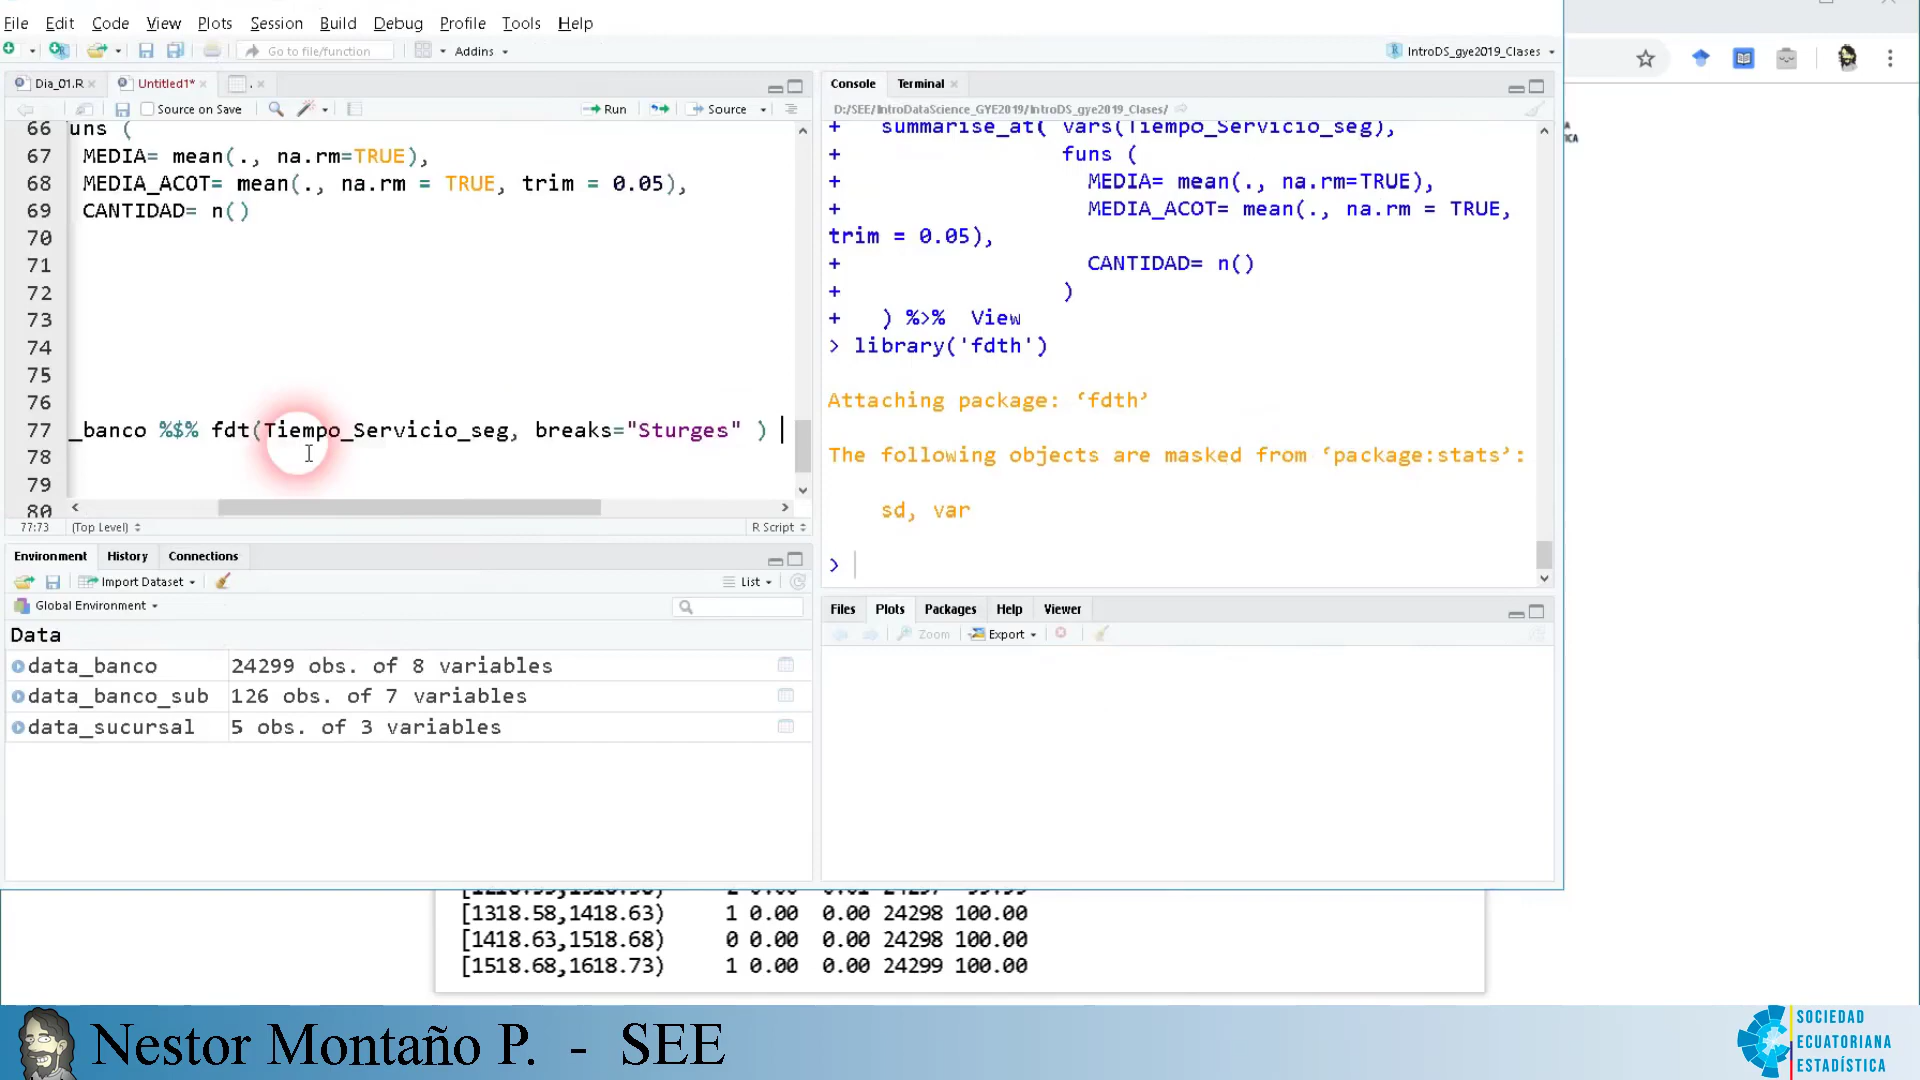 File Edit Code View Plots Session Build Debug Profile Tools Help
Go to file/function Addins IntroDS_gye2019_Clases
Dia_01.R Untitled1* .
Source on Save Run Source
66 uns (
67 MEDIA= mean(., na.rm=TRUE),
68 MEDIA_ACOT= mean(., na.rm = TRUE, trim = 0.05),
69 CANTIDAD= n()
70
71
72
73
74
75
76
77 _banco %$% fdt(Tiempo_Servicio_seg, breaks="Sturges" )
78
79
80
77:73 (Top Level) R Script
Console Terminal
D:/SEE/IntroDataScience_GYE2019/IntroDS_gye2019_Clases/
+ summarise_at( vars(Tiempo_Servicio_seg),
+ funs (
+ MEDIA= mean(., na.rm=TRUE),
+ MEDIA_ACOT= mean(., na.rm = TRUE,
trim = 0.05),
+ CANTIDAD= n()
+ )
+ ) %>% View
> library('fdth')
Attaching package: ‘fdth’
The following objects are masked from ‘package:stats’:
sd, var
>
Environment History Connections
Import Dataset List
Global Environment
Data
data_banco 24299 obs. of 8 variables
data_banco_sub 126 obs. of 7 variables
data_sucursal 5 obs. of 3 variables
Files Plots Packages Help Viewer
Zoom Export
[1318.58,1418.63) 1 0.00 0.00 24298 100.00
[1418.63,1518.68) 0 0.00 0.00 24298 100.00
[1518.68,1618.73) 1 0.00 0.00 24299 100.00
Nestor Montaño P. - SEE
SOCIEDAD
ECUATORIANA
ESTADÍSTICA